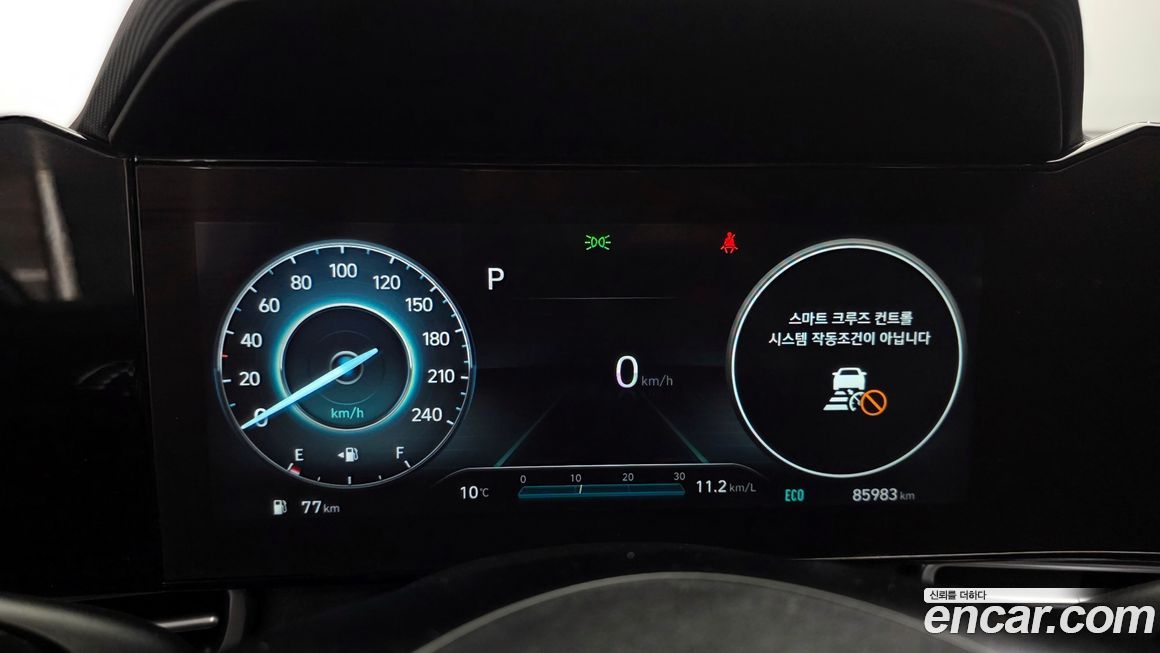 100
80
120
60
150
40
180
20
210
0
240
km/h
E
F
77 km
P
0 km/h
10℃
0 10 20 30
11.2 km/L
스마트 크루즈 컨트롤
시스템 작동조건이 아닙니다
ECO
85983 km
신뢰를 더하다
encar.com